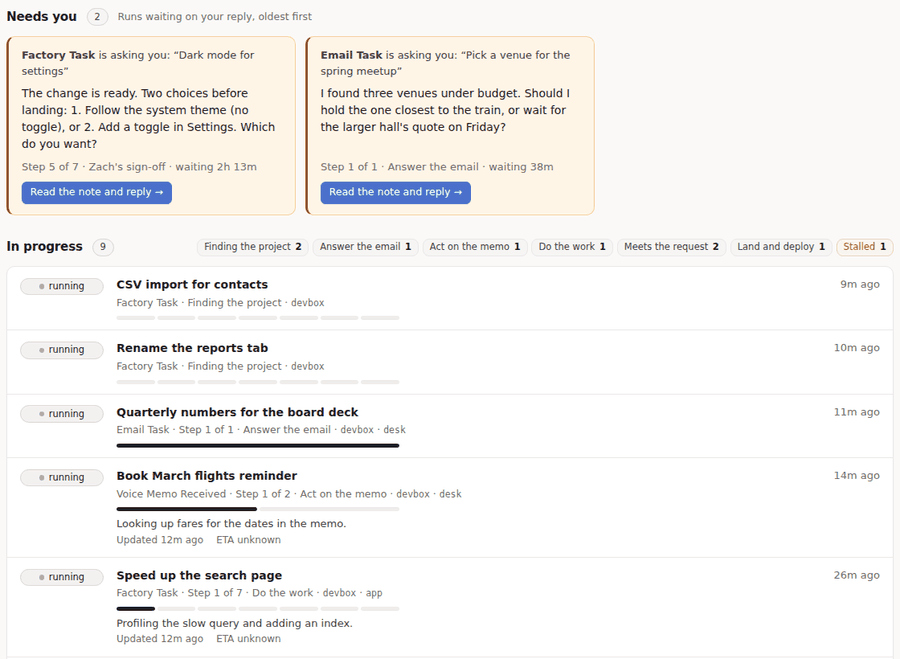 Needs you 2 Runs waiting on your reply, oldest first
Factory Task is asking you: “Dark mode for
settings”
The change is ready. Two choices before
landing: 1. Follow the system theme (no
toggle), or 2. Add a toggle in Settings. Which
do you want?
Step 5 of 7 · Zach's sign-off · waiting 2h 13m
Read the note and reply →
Email Task is asking you: “Pick a venue for the
spring meetup”
I found three venues under budget. Should I
hold the one closest to the train, or wait for
the larger hall's quote on Friday?
Step 1 of 1 · Answer the email · waiting 38m
Read the note and reply →
In progress 9 Finding the project 2 Answer the email 1 Act on the memo 1 Do the work 1 Meets the request 2 Land and deploy 1 Stalled 1
running CSV import for contacts 9m ago
Factory Task · Finding the project · devbox
running Rename the reports tab 10m ago
Factory Task · Finding the project · devbox
running Quarterly numbers for the board deck 11m ago
Email Task · Step 1 of 1 · Answer the email · devbox · desk
running Book March flights reminder 14m ago
Voice Memo Received · Step 1 of 2 · Act on the memo · devbox · desk
Looking up fares for the dates in the memo.
Updated 12m ago ETA unknown
running Speed up the search page 26m ago
Factory Task · Step 1 of 7 · Do the work · devbox · app
Profiling the slow query and adding an index.
Updated 12m ago ETA unknown